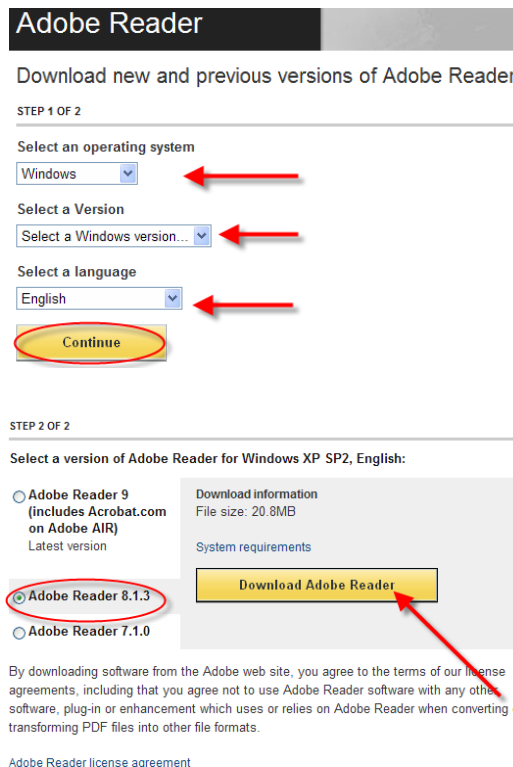 Adobe Reader
Download new and previous versions of Adobe Reader
STEP 1 OF 2
Select an operating system
Windows
Select a Version
Select a Windows version...
Select a language
English
Continue
STEP 2 OF 2
Select a version of Adobe Reader for Windows XP SP2, English:
Adobe Reader 9
(includes Acrobat.com
on Adobe AIR)
Latest version
Download information
File size: 20.8MB
System requirements
Download Adobe Reader
Adobe Reader 8.1.3
Adobe Reader 7.1.0
By downloading software from the Adobe web site, you agree to the terms of our license
agreements, including that you agree not to use Adobe Reader software with any other
software, plug-in or enhancement which uses or relies on Adobe Reader when converting
transforming PDF files into other file formats.
Adobe Reader license agreement